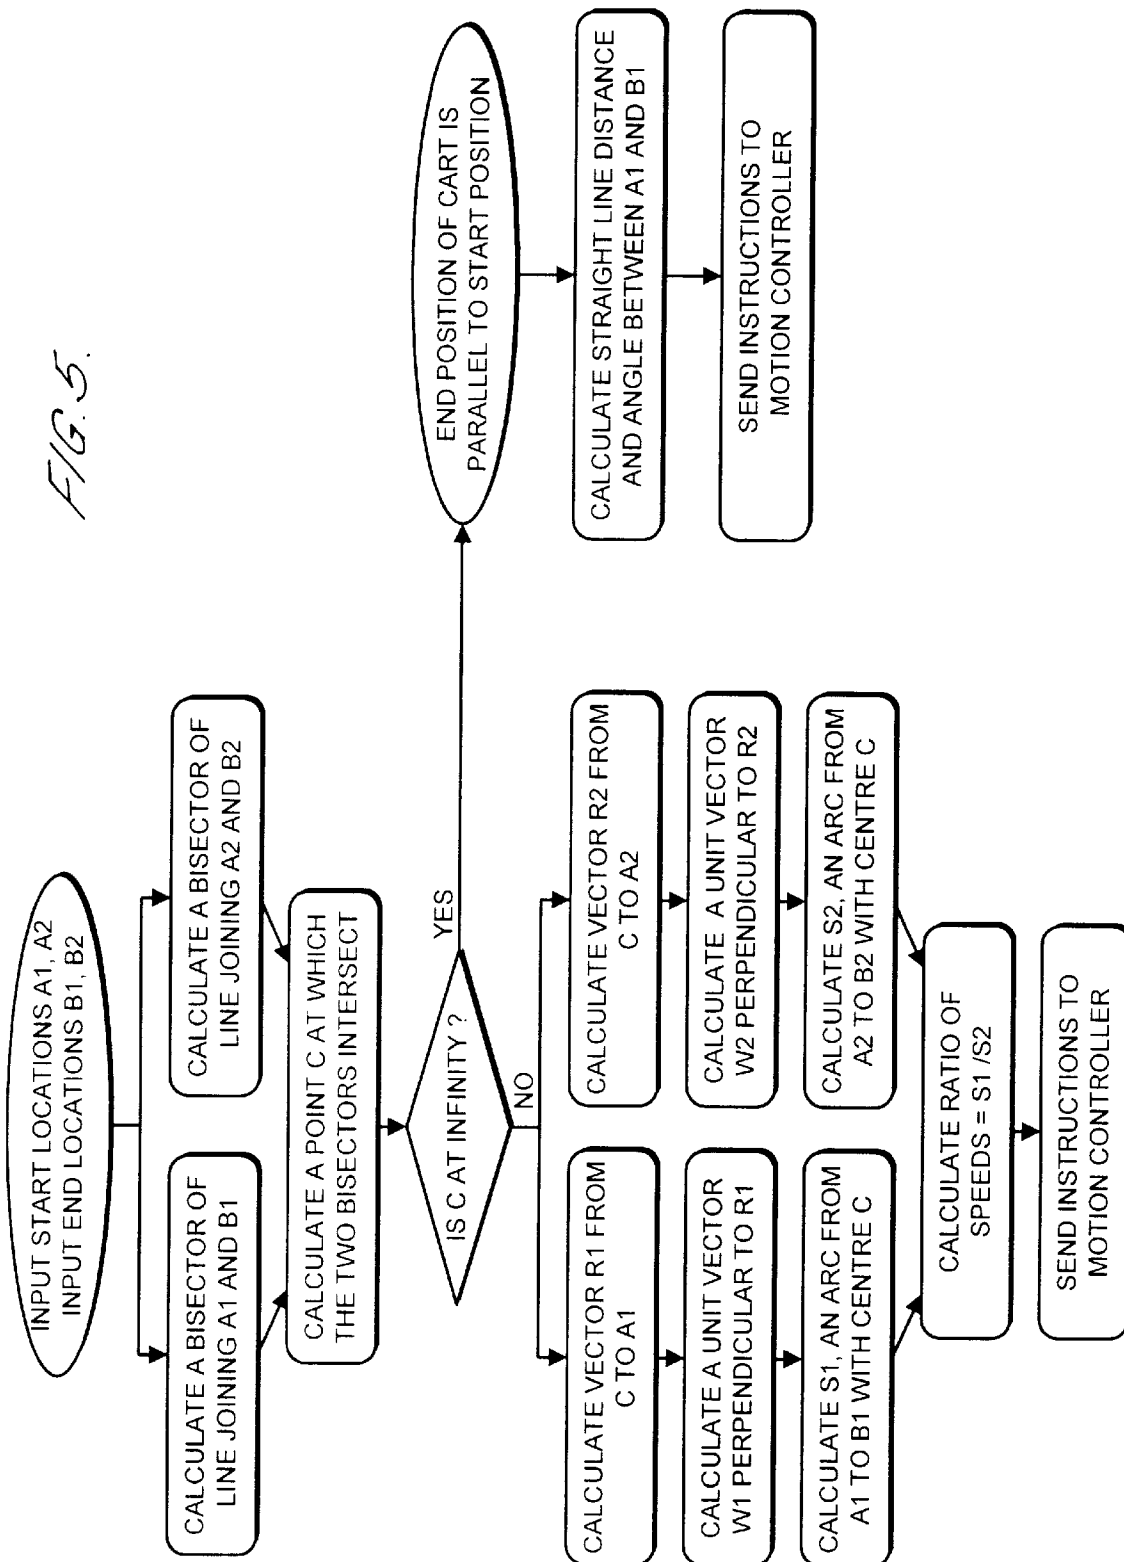 FIG.5.
INPUT START LOCATIONS A1, A2
INPUT END LOCATIONS B1, B2
CALCULATE A BISECTOR OF
LINE JOINING A1 AND B1
CALCULATE A BISECTOR OF
LINE JOINING A2 AND B2
CALCULATE A POINT C AT WHICH
THE TWO BISECTORS INTERSECT
IS C AT INFINITY ?
YES
NO
END POSITION OF CART IS
PARALLEL TO START POSITION
CALCULATE STRAIGHT LINE DISTANCE
AND ANGLE BETWEEN A1 AND B1
SEND INSTRUCTIONS TO
MOTION CONTROLLER
CALCULATE VECTOR R1 FROM
C TO A1
CALCULATE VECTOR R2 FROM
C TO A2
CALCULATE A UNIT VECTOR
W1 PERPENDICULAR TO R1
CALCULATE A UNIT VECTOR
W2 PERPENDICULAR TO R2
CALCULATE S1, AN ARC FROM
A1 TO B1 WITH CENTRE C
CALCULATE S2, AN ARC FROM
A2 TO B2 WITH CENTRE C
CALCULATE RATIO OF
SPEEDS = S1 /S2
SEND INSTRUCTIONS TO
MOTION CONTROLLER